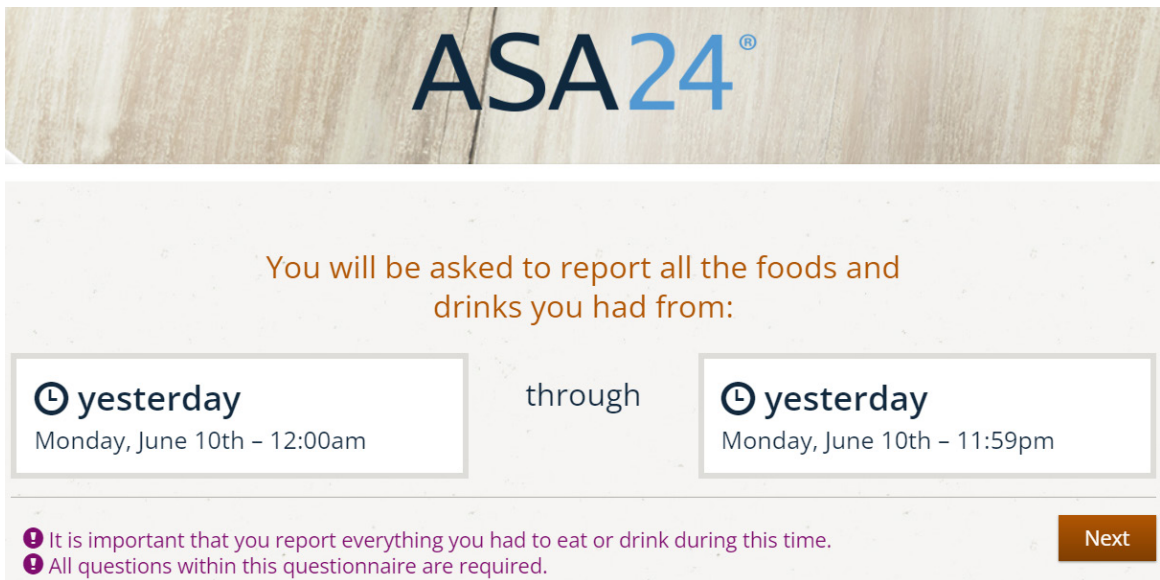 ASA24®
You will be asked to report all the foods and
drinks you had from:
yesterday
Monday, June 10th – 12:00am
through
yesterday
Monday, June 10th – 11:59pm
It is important that you report everything you had to eat or drink during this time.
All questions within this questionnaire are required.
Next